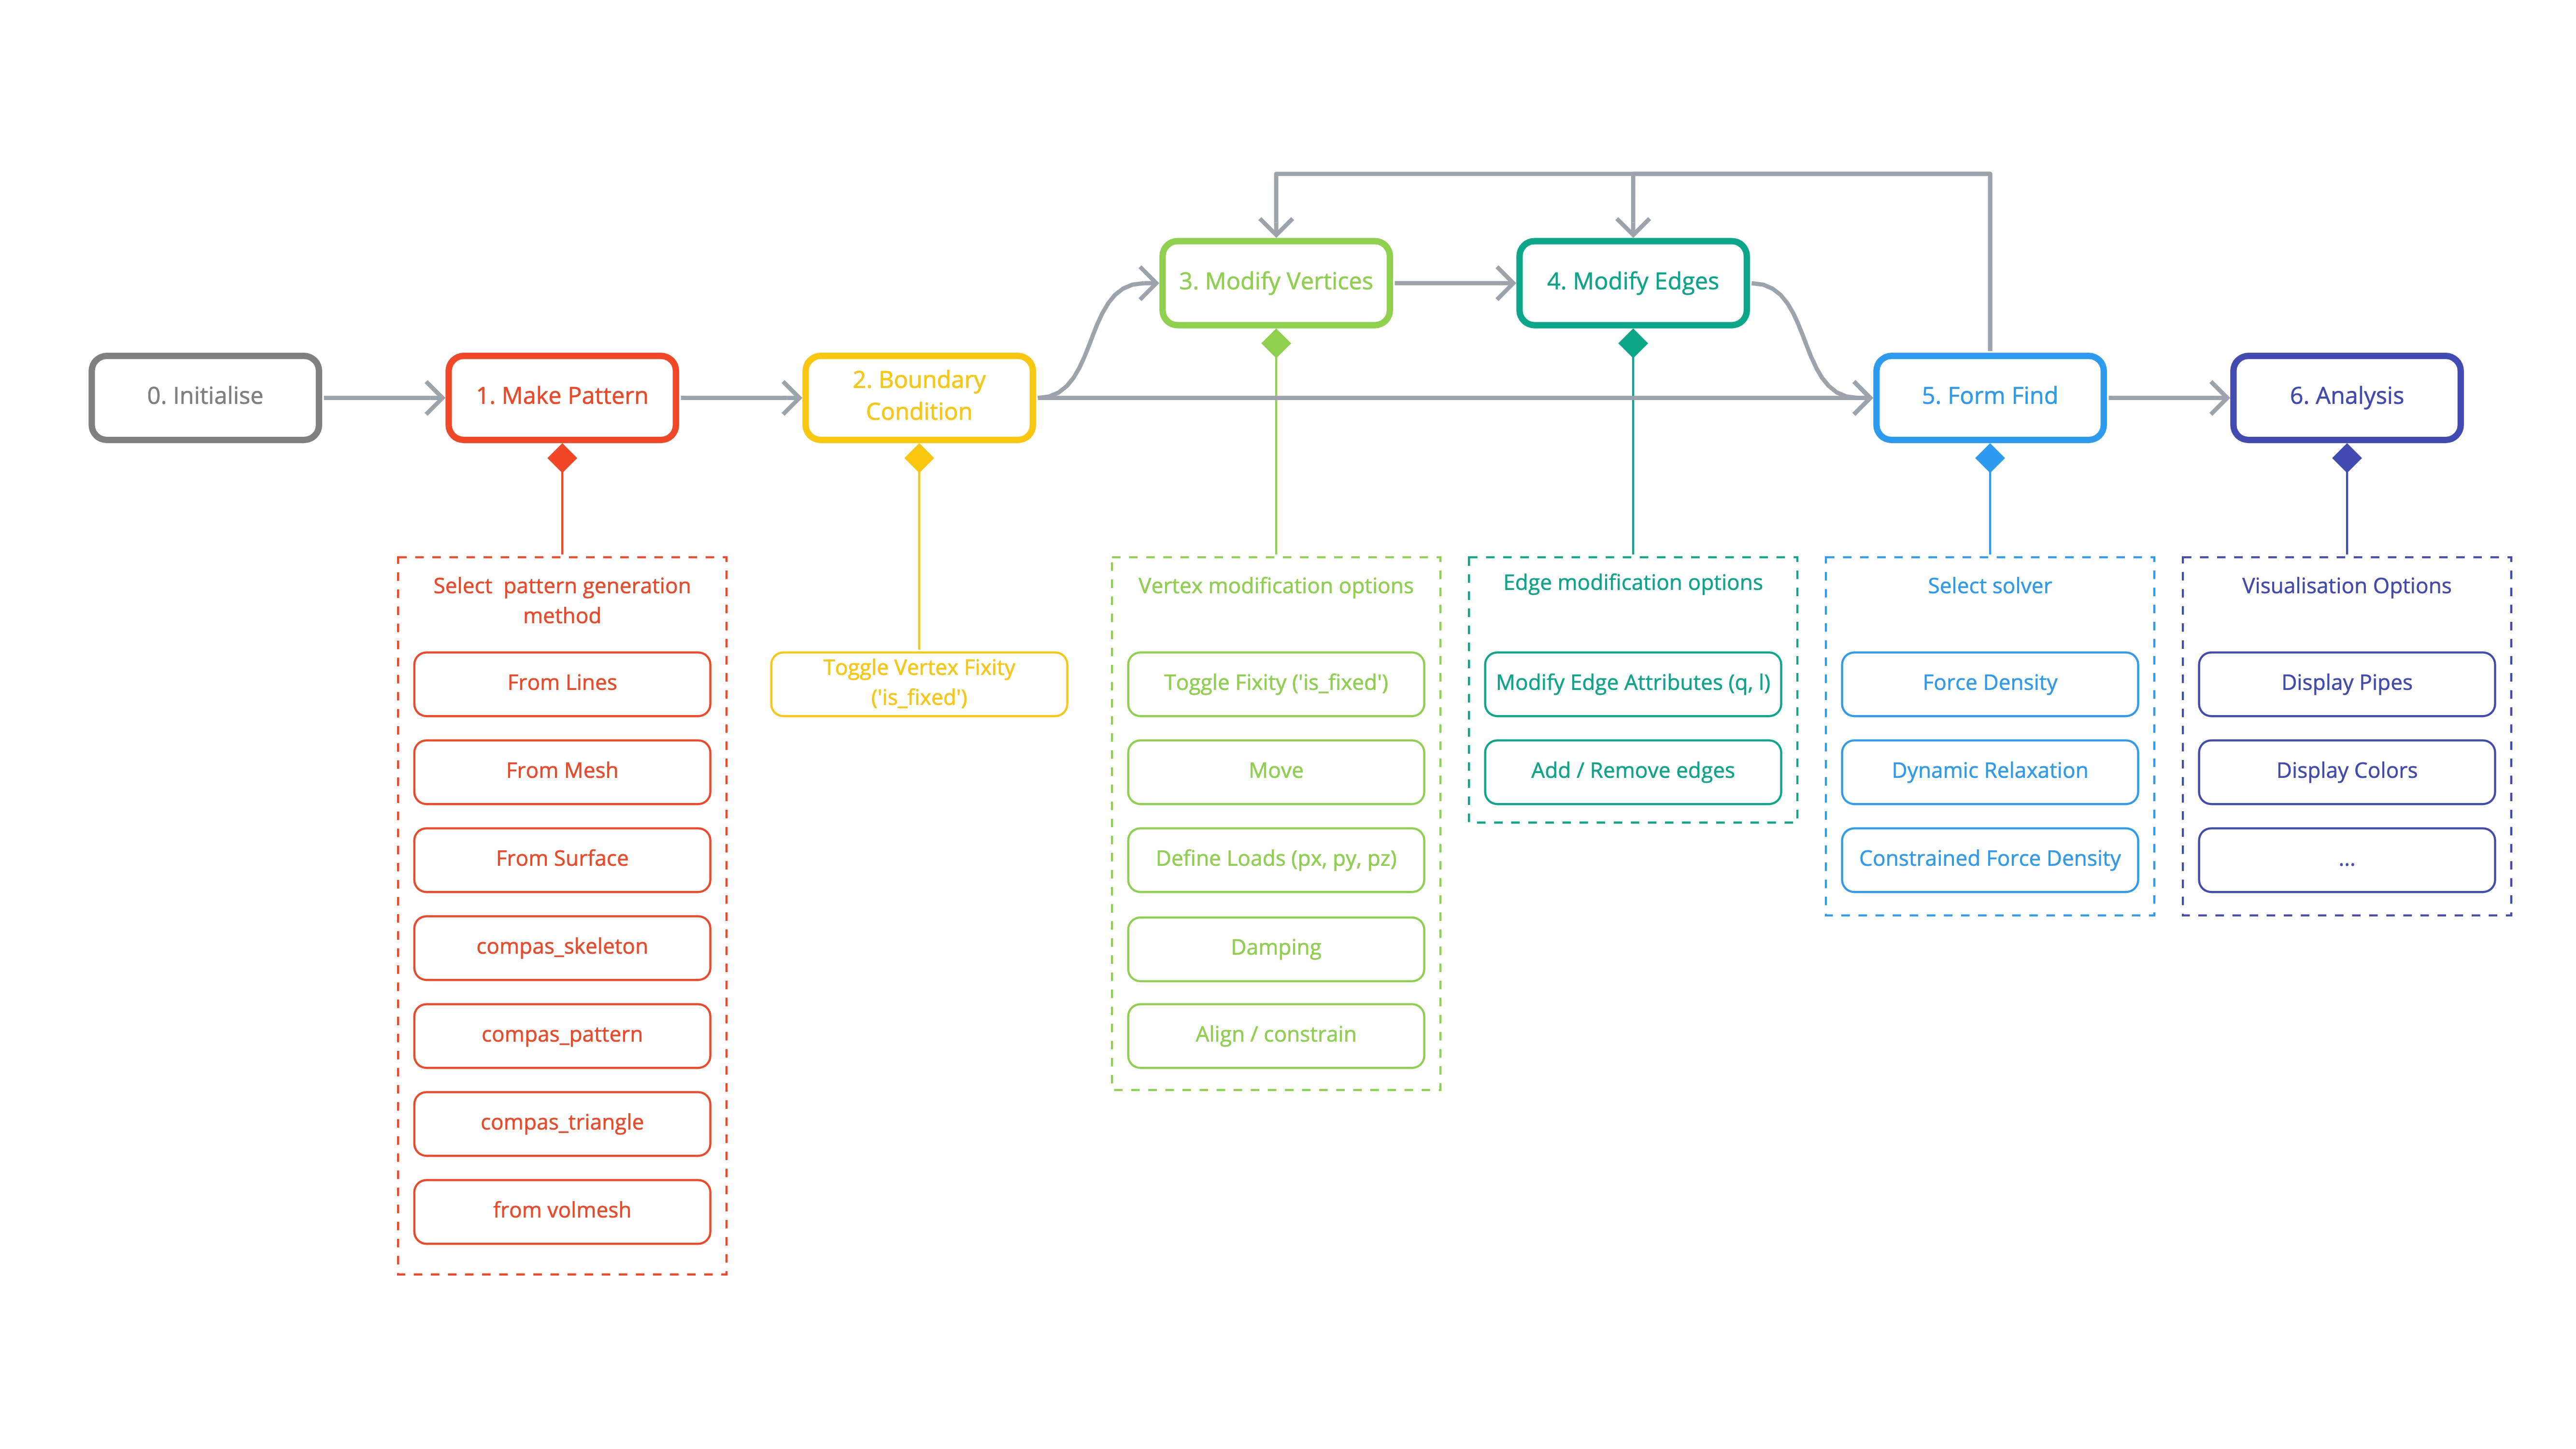 0. Initialise
1. Make Pattern
2. Boundary
Condition
3. Modify Vertices
4. Modify Edges
5. Form Find
6. Analysis
Select  pattern generation
method
From Lines
From Mesh
From Surface
compas_skeleton
compas_pattern
compas_triangle
from volmesh
Toggle Vertex Fixity
('is_fixed')
Vertex modification options
Toggle Fixity ('is_fixed')
Move
Define Loads (px, py, pz)
Damping
Align / constrain
Edge modification options
Modify Edge Attributes (q, l)
Add / Remove edges
Select solver
Force Density
Dynamic Relaxation
Constrained Force Density
Visualisation Options
Display Pipes
Display Colors
...